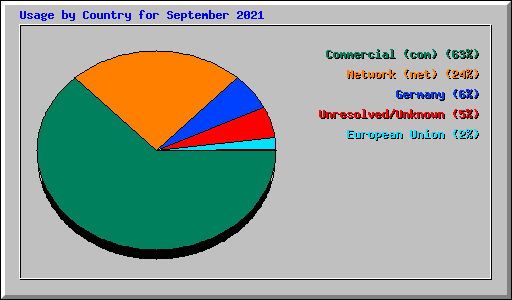 Usage by Country for September 2021
Commercial (com) (63%)
Network (net) (24%)
Germany (6%)
Unresolved/Unknown (5%)
European Union (2%)